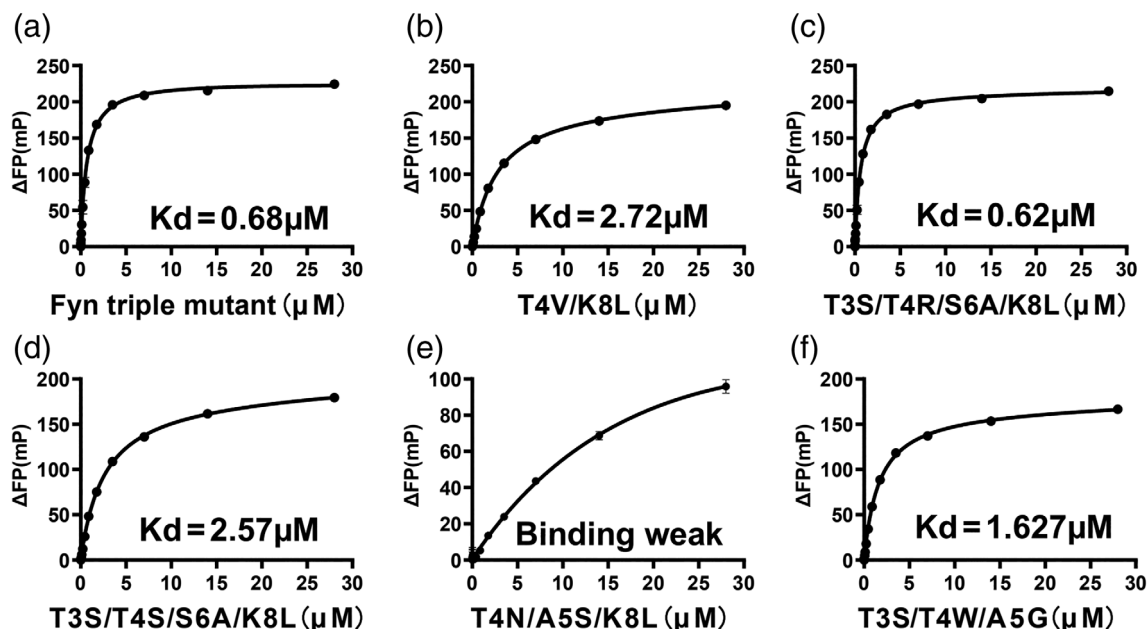 (a)
250
200
150
100
50
0
ΔFP(mP)
Kd=0.68μM
0 5 10 15 20 25 30
Fyn triple mutant (μM)
(b)
250
200
150
100
50
0
ΔFP(mP)
Kd=2.72μM
0 5 10 15 20 25 30
T4V/K8L (μM)
(c)
250
200
150
100
50
0
ΔFP(mP)
Kd=0.62μM
0 5 10 15 20 25 30
T3S/T4R/S6A/K8L (μM)
(d)
200
150
100
50
0
ΔFP(mP)
Kd=2.57μM
0 5 10 15 20 25 30
T3S/T4S/S6A/K8L (μM)
(e)
100
80
60
40
20
0
ΔFP(mP)
Binding weak
0 5 10 15 20 25 30
T4N/A5S/K8L (μM)
(f)
200
150
100
50
0
ΔFP(mP)
Kd=1.627μM
0 5 10 15 20 25 30
T3S/T4W/A5G (μM)